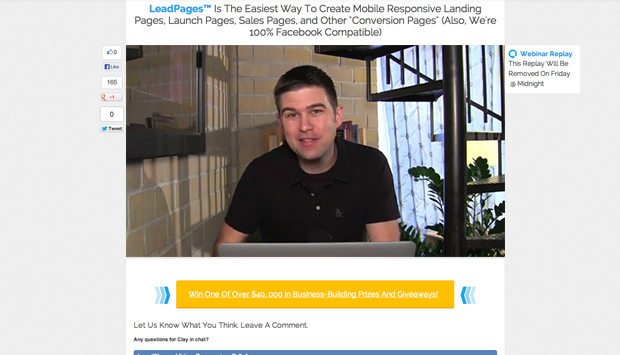 LeadPages™ Is The Easiest Way To Create Mobile Responsive Landing
Pages, Launch Pages, Sales Pages, and Other "Conversion Pages" (Also, We're
100% Facebook Compatible)
0
Like
165
+1
0
Tweet
Webinar Replay
This Replay Will Be
Removed On Friday
@ Midnight
Win One Of Over $40, 000 In Business-Building Prizes And Giveaways!
Let Us Know What You Think. Leave A Comment.
Any questions for Clay in chat?